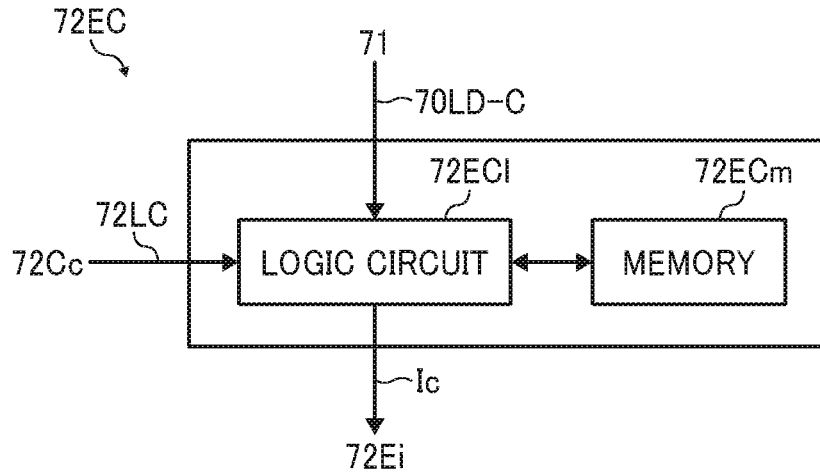 72EC
71
70LD-C
72ECl
72ECm
72LC
72Cc
LOGIC CIRCUIT
MEMORY
Ic
72Ei